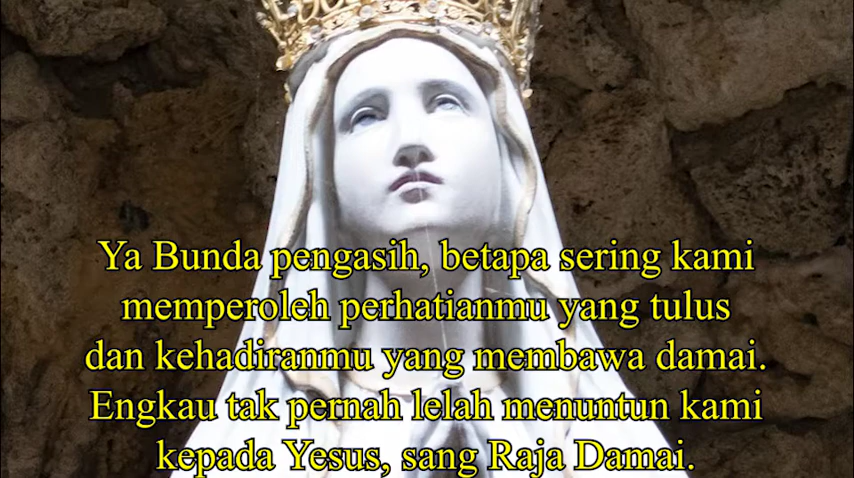 Ya Bunda pengasih, betapa sering kami
memperoleh perhatianmu yang tulus
dan kehadiranmu yang membawa damai.
Engkau tak pernah lelah menuntun kami
kepada Yesus, sang Raja Damai.